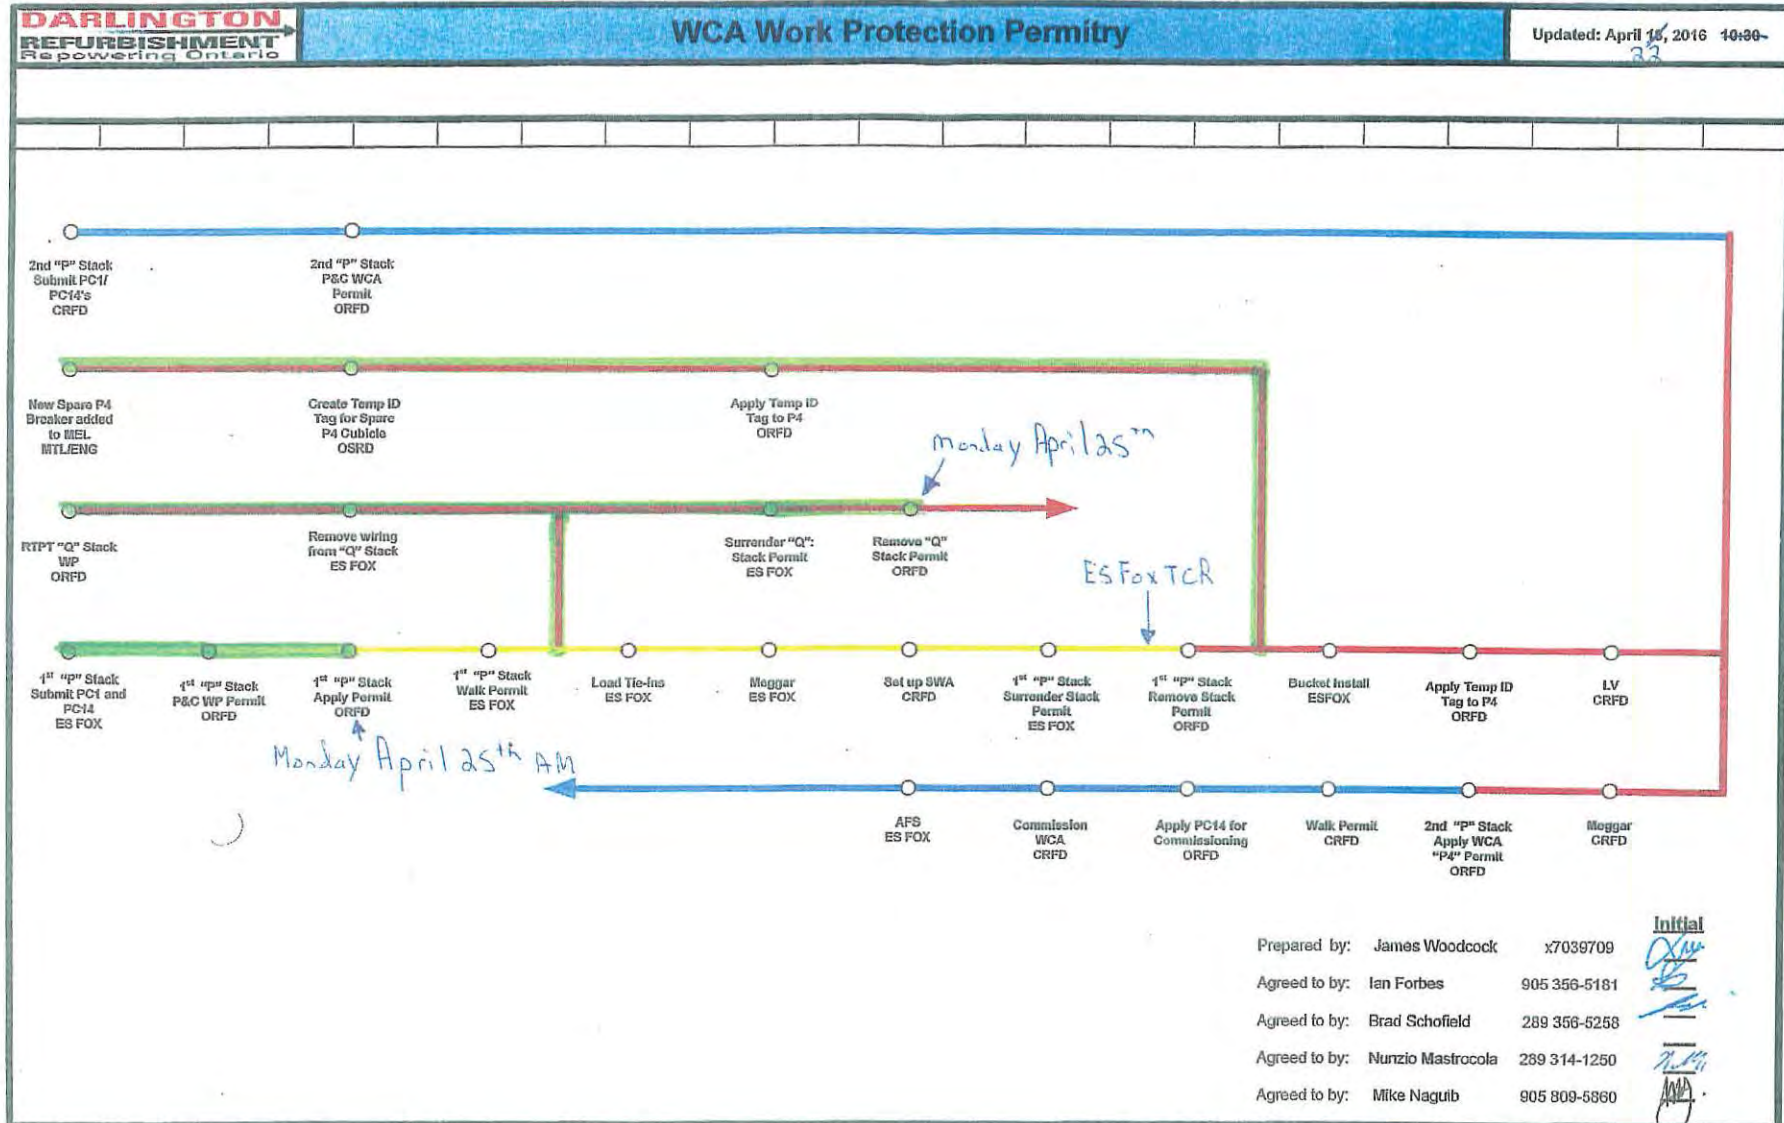 DARLINGTON
REFURBISHMENT
Repowering Ontario
WCA Work Protection Permitry
Updated: April 15, 2016 10:30
22
2nd "P" Stack
Submit PC1/
PC14's
CRFD
2nd "P" Stack
P&C WCA
Permit
ORFD
New Spare P4
Breaker added
to MEL
MTL/ENG
Create Temp ID
Tag for Spare
P4 Cubicle
OSRD
Apply Temp ID
Tag to P4
ORFD
Monday April 25th
RTPT "Q" Stack
WP
ORFD
Remove wiring
from "Q" Stack
ES FOX
Surrender "Q":
Stack Permit
ES FOX
Remove "Q"
Stack Permit
ORFD
ES Fox TCR
1st "P" Stack
Submit PC1 and
PC14
ES FOX
1st "P" Stack
P&C WP Permit
ORFD
1st "P" Stack
Apply Permit
ORFD
1st "P" Stack
Walk Permit
ES FOX
Load Tie-Ins
ES FOX
Meggar
ES FOX
Set up SWA
CRFD
1st "P" Stack
Surrender Stack
Permit
ES FOX
1st "P" Stack
Remove Stack
Permit
ORFD
Bucket Install
ESFOX
Apply Temp ID
Tag to P4
ORFD
LV
CRFD
Monday April 25th AM
AFS
ES FOX
Commission
WCA
CRFD
Apply PC14 for
Commissioning
ORFD
Walk Permit
CRFD
2nd "P" Stack
Apply WCA
"P4" Permit
ORFD
Meggar
CRFD
Initial
Prepared by: James Woodcock x7039709
Agreed to by: Ian Forbes 905 356-5181
Agreed to by: Brad Schofield 289 356-5258
Agreed to by: Nunzio Mastrocola 289 314-1250
Agreed to by: Mike Naguib 905 809-5860